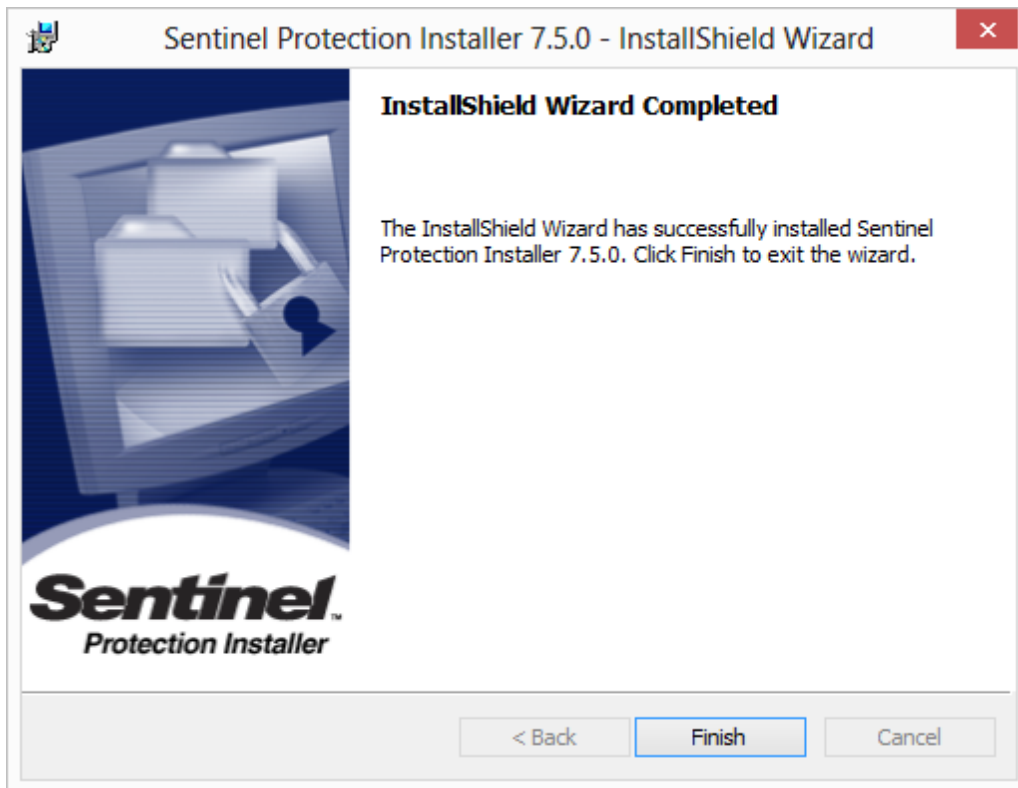 Sentinel Protection Installer 7.5.0 - InstallShield Wizard
InstallShield Wizard Completed
The InstallShield Wizard has successfully installed Sentinel
Protection Installer 7.5.0. Click Finish to exit the wizard.
Sentinel™
Protection Installer
< Back
Finish
Cancel